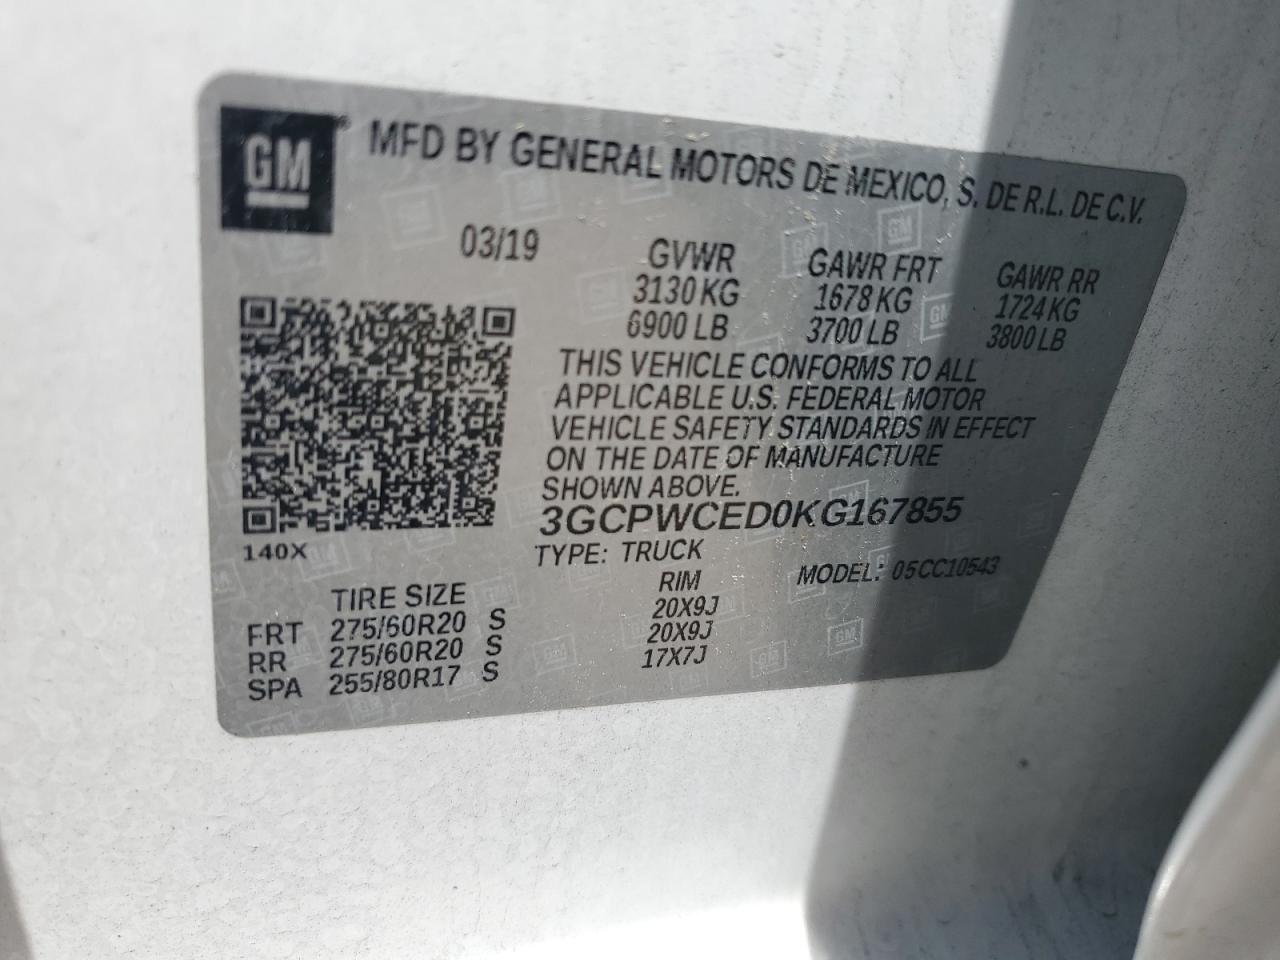 GM ® MFD BY GENERAL MOTORS DE MEXICO, S. DE R.L. DE C.V.
03/19 GVWR GAWR FRT GAWR RR
3130 KG 1678 KG 1724 KG
6900 LB 3700 LB 3800 LB
THIS VEHICLE CONFORMS TO ALL
APPLICABLE U.S. FEDERAL MOTOR
VEHICLE SAFETY STANDARDS IN EFFECT
ON THE DATE OF MANUFACTURE
SHOWN ABOVE.
3GCPWCED0KG167855
140X TYPE: TRUCK MODEL: 05CC10543
TIRE SIZE RIM
FRT 275/60R20 S 20X9J
RR 275/60R20 S 20X9J
SPA 255/80R17 S 17X7J